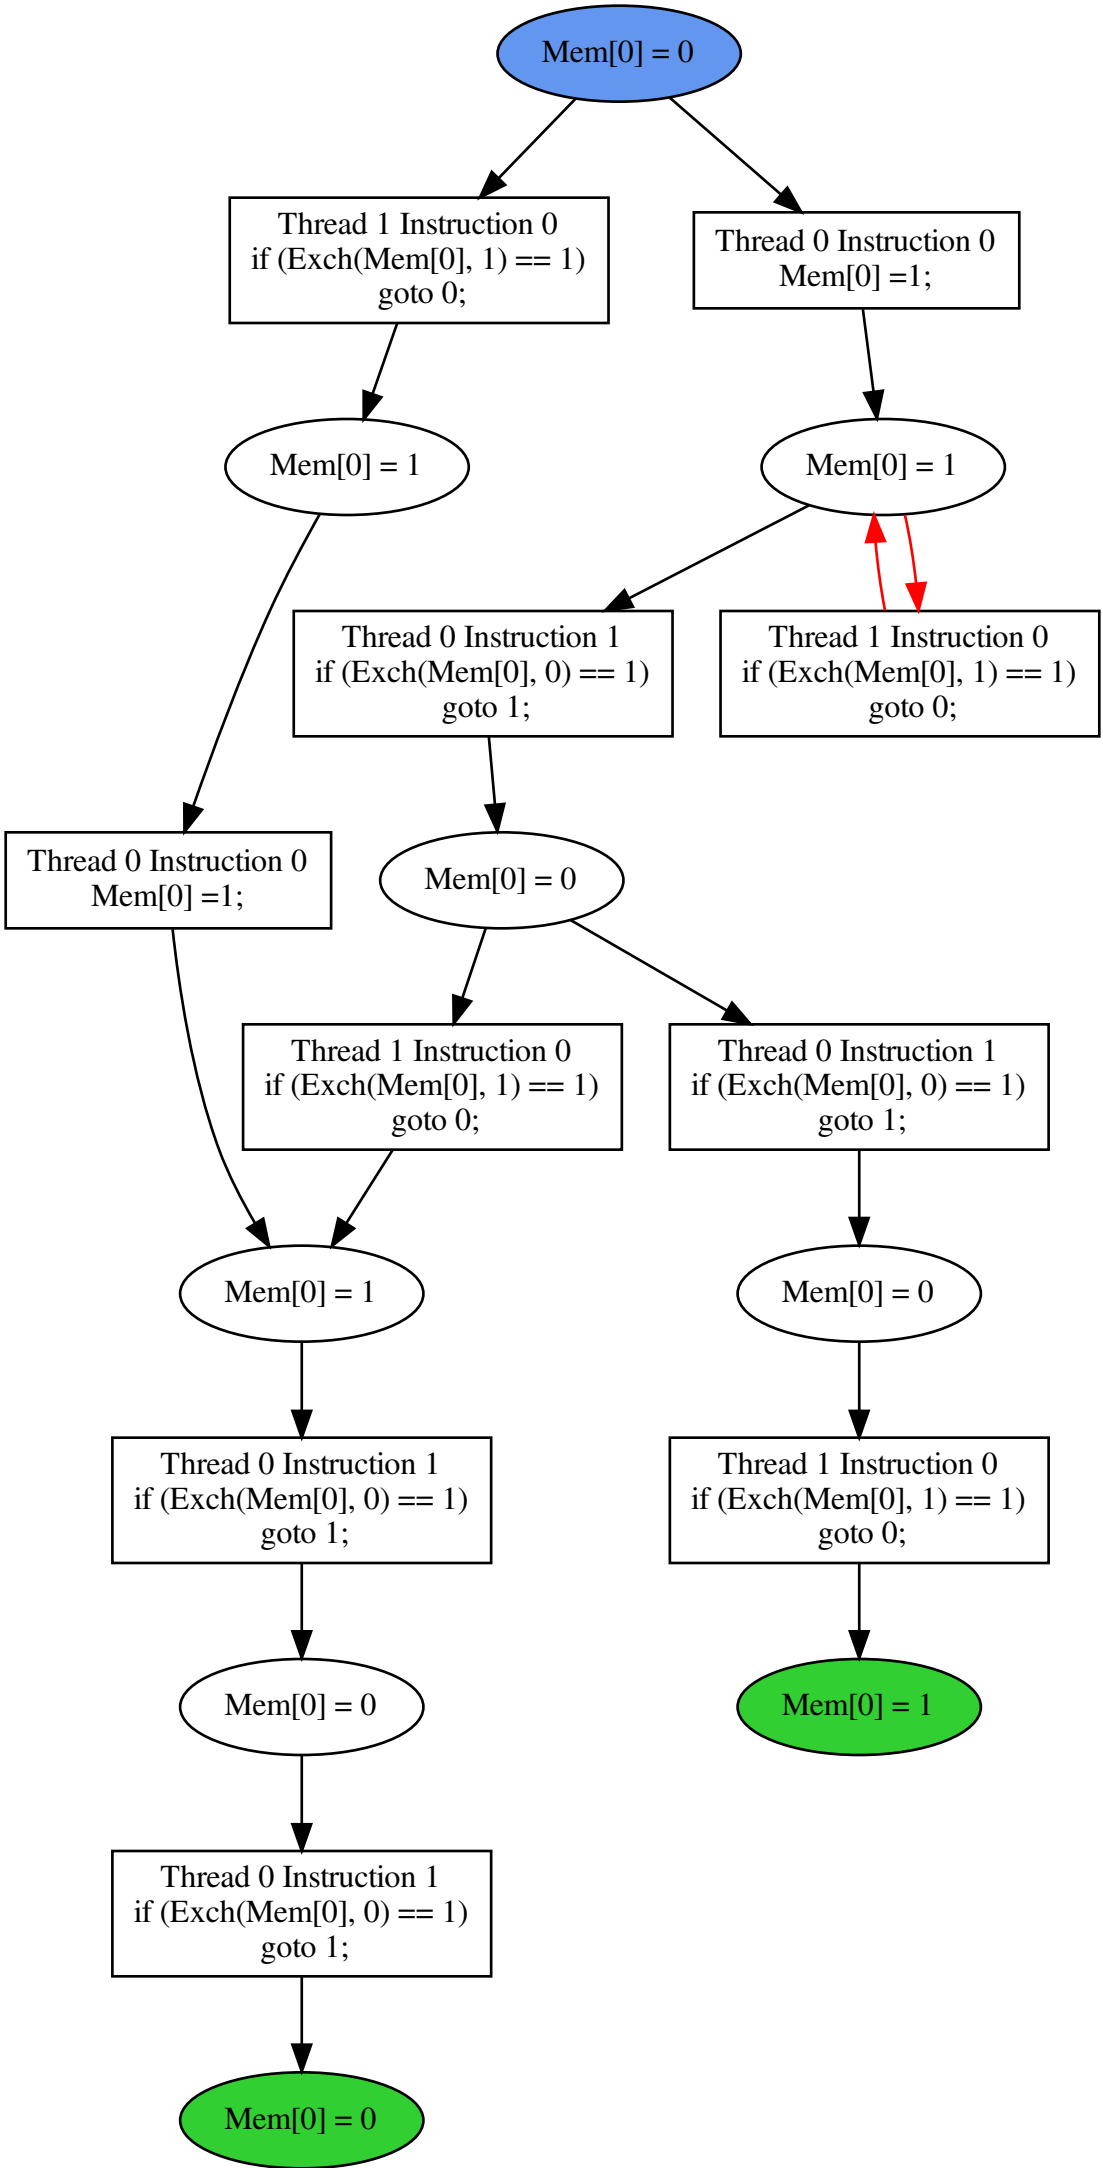 Mem[0] = 0
Thread 1 Instruction 0
if (Exch(Mem[0], 1) == 1)
goto 0;
Thread 0 Instruction 0
Mem[0] =1;
Mem[0] = 1
Mem[0] = 1
Thread 0 Instruction 1
if (Exch(Mem[0], 0) == 1)
goto 1;
Thread 1 Instruction 0
if (Exch(Mem[0], 1) == 1)
goto 0;
Thread 0 Instruction 0
Mem[0] =1;
Mem[0] = 0
Thread 1 Instruction 0
if (Exch(Mem[0], 1) == 1)
goto 0;
Thread 0 Instruction 1
if (Exch(Mem[0], 0) == 1)
goto 1;
Mem[0] = 1
Mem[0] = 0
Thread 0 Instruction 1
if (Exch(Mem[0], 0) == 1)
goto 1;
Thread 1 Instruction 0
if (Exch(Mem[0], 1) == 1)
goto 0;
Mem[0] = 0
Mem[0] = 1
Thread 0 Instruction 1
if (Exch(Mem[0], 0) == 1)
goto 1;
Mem[0] = 0